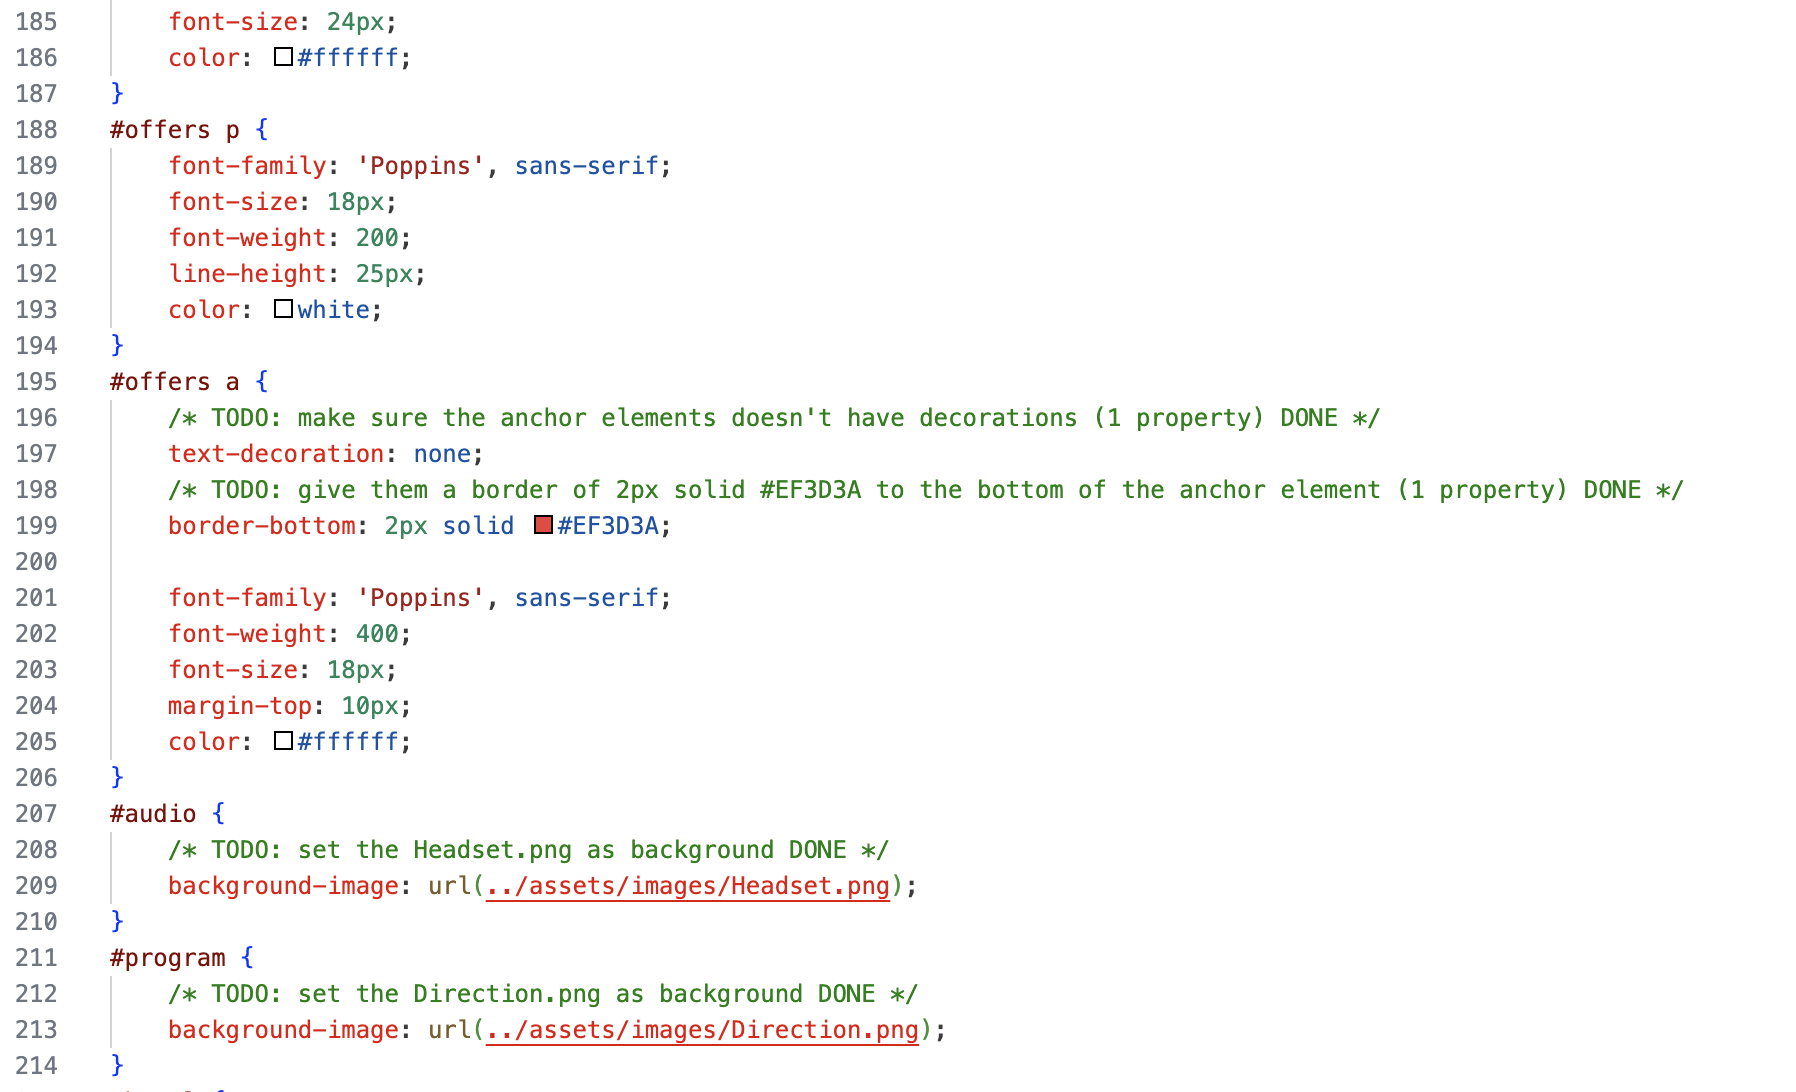 185 font-size: 24px;
186 color: #ffffff;
187 }
188 #offers p {
189 font-family: 'Poppins', sans-serif;
190 font-size: 18px;
191 font-weight: 200;
192 line-height: 25px;
193 color: white;
194 }
195 #offers a {
196 /* TODO: make sure the anchor elements doesn't have decorations (1 property) DONE */
197 text-decoration: none;
198 /* TODO: give them a border of 2px solid #EF3D3A to the bottom of the anchor element (1 property) DONE */
199 border-bottom: 2px solid #EF3D3A;
200
201 font-family: 'Poppins', sans-serif;
202 font-weight: 400;
203 font-size: 18px;
204 margin-top: 10px;
205 color: #ffffff;
206 }
207 #audio {
208 /* TODO: set the Headset.png as background DONE */
209 background-image: url(../assets/images/Headset.png);
210 }
211 #program {
212 /* TODO: set the Direction.png as background DONE */
213 background-image: url(../assets/images/Direction.png);
214 }